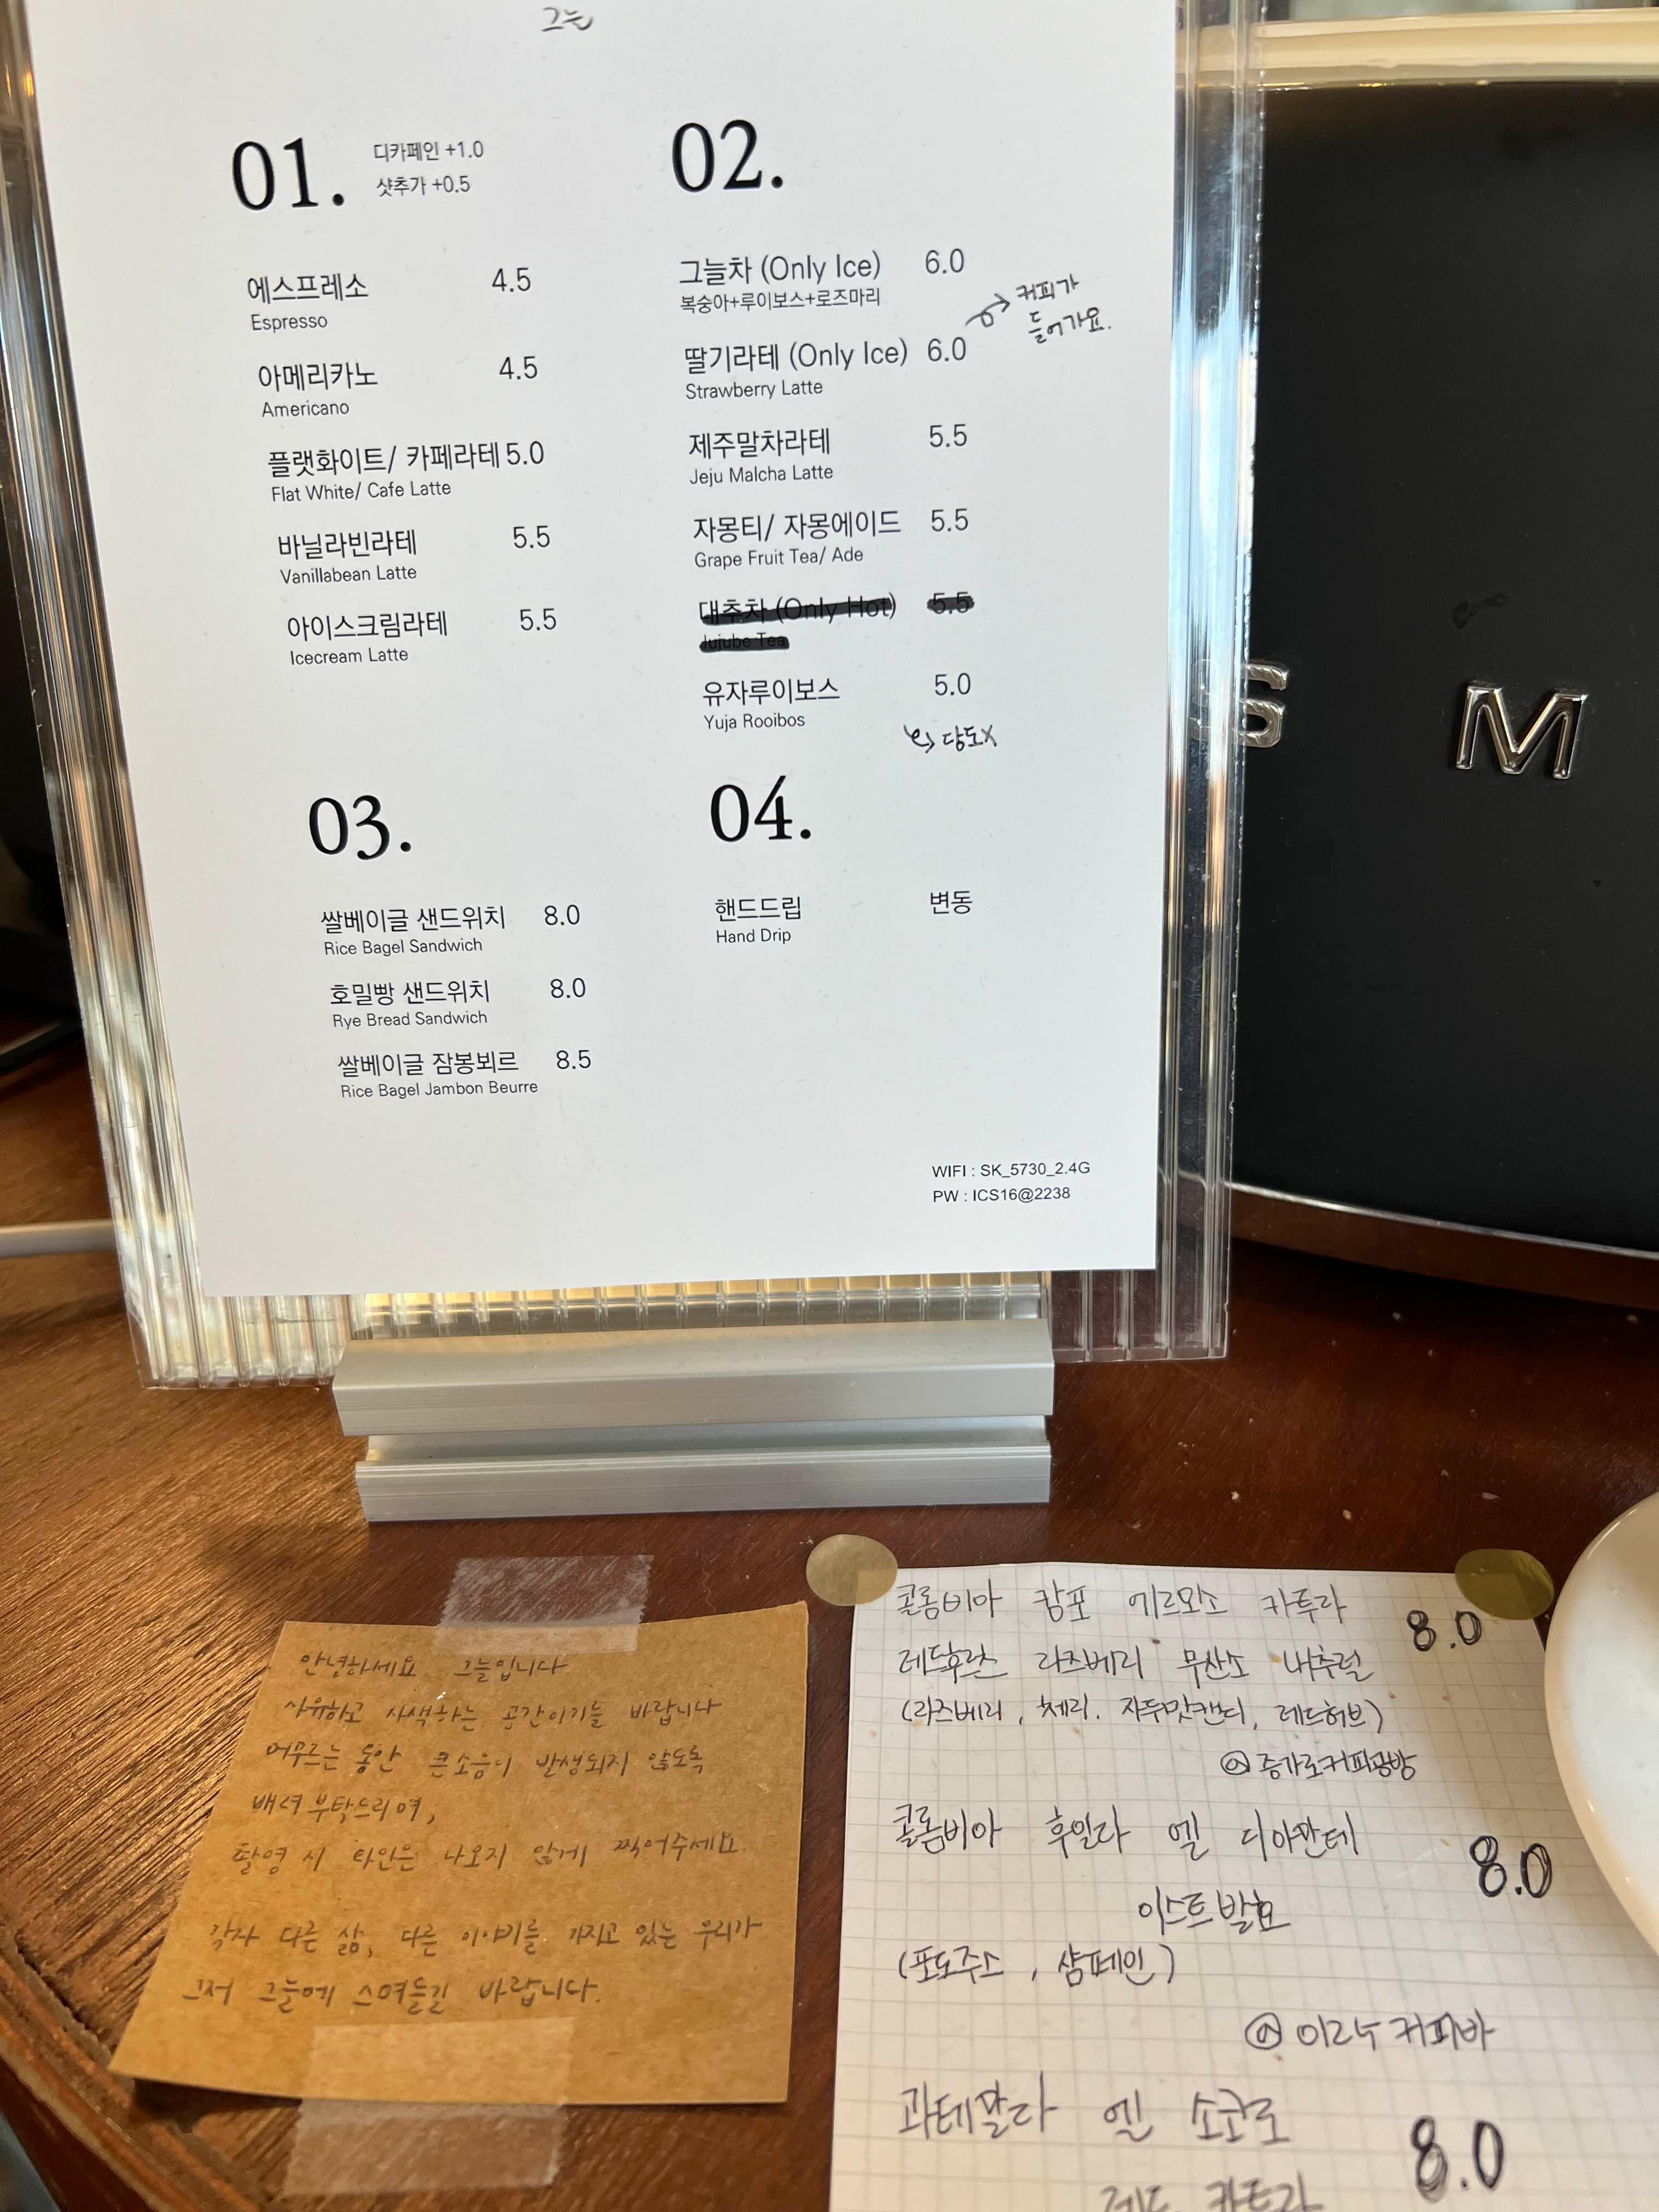 그늘
01.
디카페인 +1.0
샷추가 +0.5
에스프레소 4.5
Espresso
아메리카노 4.5
Americano
플랫화이트/ 카페라테 5.0
Flat White/ Cafe Latte
바닐라빈라테 5.5
Vanillabean Latte
아이스크림라테 5.5
Icecream Latte
02.
그늘차 (Only Ice) 6.0
복숭아+루이보스+로즈마리
딸기라테 (Only Ice) 6.0
Strawberry Latte
커피가
들어가요.
제주말차라테 5.5
Jeju Malcha Latte
자몽티/ 자몽에이드 5.5
Grape Fruit Tea/ Ade
대추차 (Only Hot) 5.5
Jujube Tea
유자루이보스 5.0
Yuja Rooibos
당도X
03.
쌀베이글 샌드위치 8.0
Rice Bagel Sandwich
호밀빵 샌드위치 8.0
Rye Bread Sandwich
쌀베이글 잠봉뵈르 8.5
Rice Bagel Jambon Beurre
04.
핸드드립 변동
Hand Drip
WIFI : SK_5730_2.4G
PW : ICS16@2238
S M
안녕하세요 그늘입니다
사유하고 사색하는 공간이기를 바랍니다
머무르는 동안 큰소음이 발생되지 않도록
배려 부탁드리며,
촬영 시 타인은 나오지 않게 찍어주세요
각자 다른 삶, 다른 이야기를 가지고 있는 우리가
그저 그늘에 스며들길 바랍니다.
콜롬비아 캄포 에르모소 카투라 8.0
레드후르츠 라즈베리 무산소 내추럴
(라즈베리, 체리, 자두맛캔디, 레드허브)
@ 종가로커피공방
콜롬비아 후일라 엘 디아만테 8.0
이스트발효
(포도주스, 샴페인)
@ 이라누커피바
과테말라 엘 소코로 8.0
레드 카투라